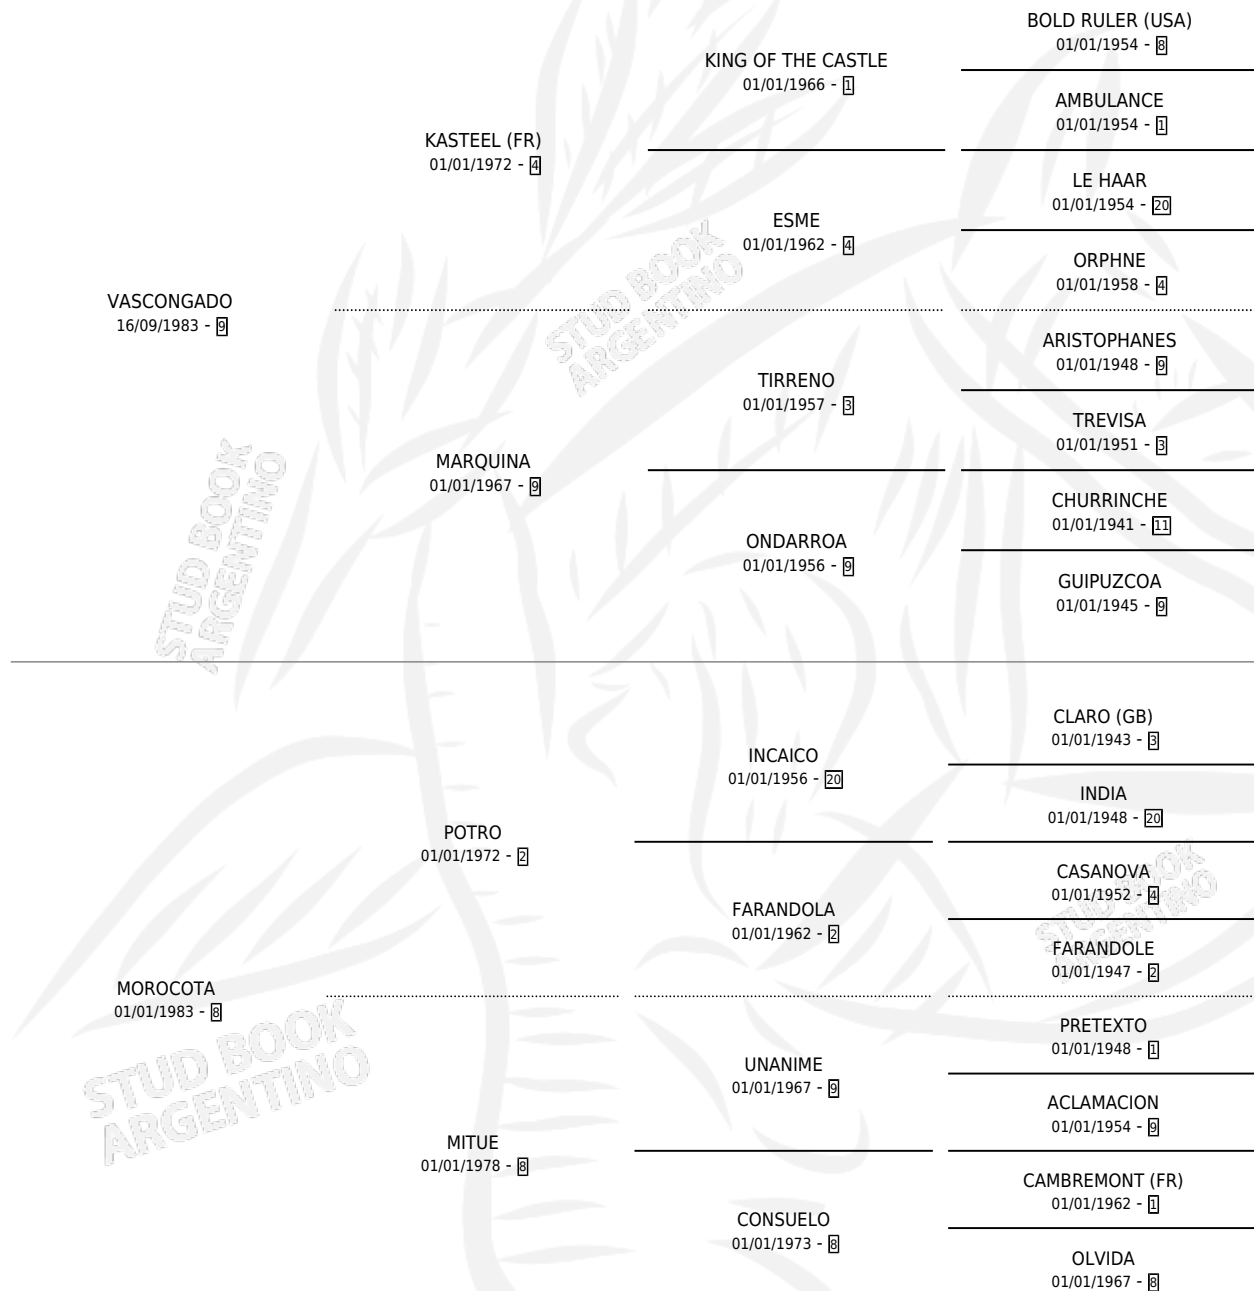 BOLD RULER (USA)
01/01/1954 - 8
KING OF THE CASTLE
01/01/1966 - 1
AMBULANCE
01/01/1954 - 1
KASTEEL (FR)
01/01/1972 - 4
LE HAAR
01/01/1954 - 20
ESME
01/01/1962 - 4
ORPHNE
01/01/1958 - 4
VASCONGADO
16/09/1983 - 9
ARISTOPHANES
01/01/1948 - 9
TIRRENO
01/01/1957 - 3
TREVISA
01/01/1951 - 3
MARQUINA
01/01/1967 - 9
CHURRINCHE
01/01/1941 - 11
ONDARROA
01/01/1956 - 9
GUIPUZCOA
01/01/1945 - 9
CLARO (GB)
01/01/1943 - 3
INCAICO
01/01/1956 - 20
INDIA
01/01/1948 - 20
POTRO
01/01/1972 - 2
CASANOVA
01/01/1952 - 4
FARANDOLA
01/01/1962 - 2
FARANDOLE
01/01/1947 - 2
MOROCOTA
01/01/1983 - 8
PRETEXTO
01/01/1948 - 1
UNANIME
01/01/1967 - 9
ACLAMACION
01/01/1954 - 9
MITUE
01/01/1978 - 8
CAMBREMONT (FR)
01/01/1962 - 1
CONSUELO
01/01/1973 - 8
OLVIDA
01/01/1967 - 8
STUD BOOK
ARGENTINO
STUD BOOK
ARGENTINO
STUD BOOK
ARGENTINO
STUD BOOK
ARGENTINO